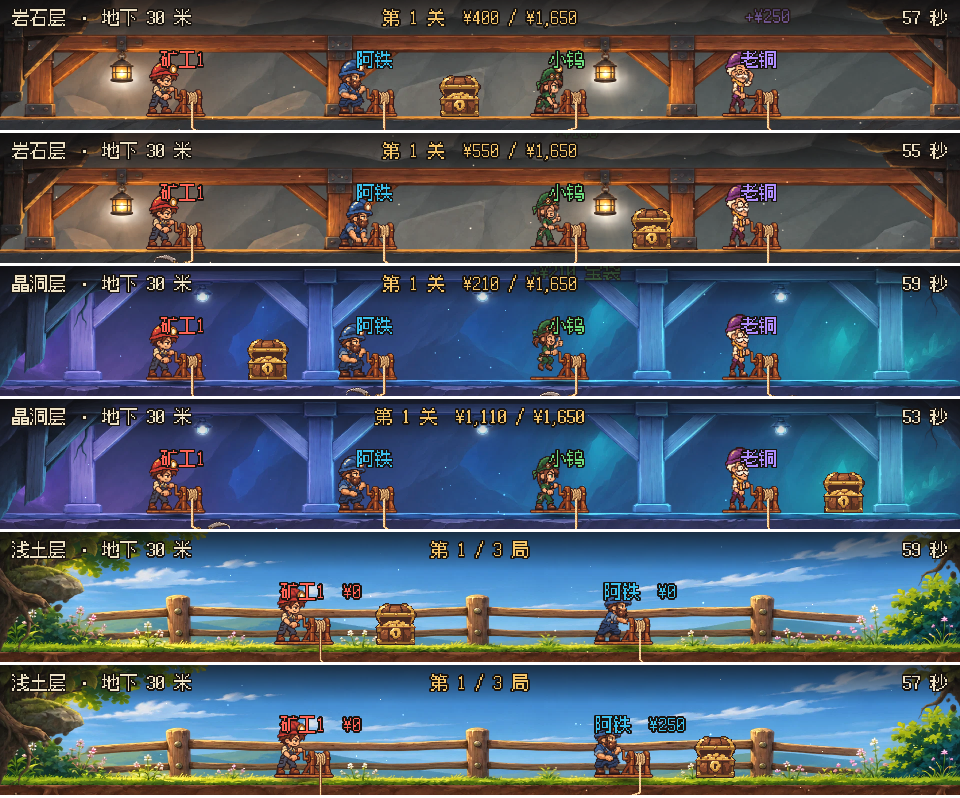 岩石层 · 地下 30 米 第 1 关 ¥400 / ¥1,650 +¥250 57 秒
矿工1 阿铁 小钨 老铜
岩石层 · 地下 30 米 第 1 关 ¥550 / ¥1,650 55 秒
矿工1 阿铁 小钨 老铜
晶洞层 · 地下 30 米 第 1 关 ¥210 / ¥1,650 59 秒
矿工1 阿铁 小钨 老铜
晶洞层 · 地下 30 米 第 1 关 ¥1,110 / ¥1,650 53 秒
矿工1 阿铁 小钨 老铜
浅土层 · 地下 30 米 第 1 / 3 局 59 秒
矿工1 ¥0 阿铁 ¥0
浅土层 · 地下 30 米 第 1 / 3 局 57 秒
矿工1 ¥0 阿铁 ¥250